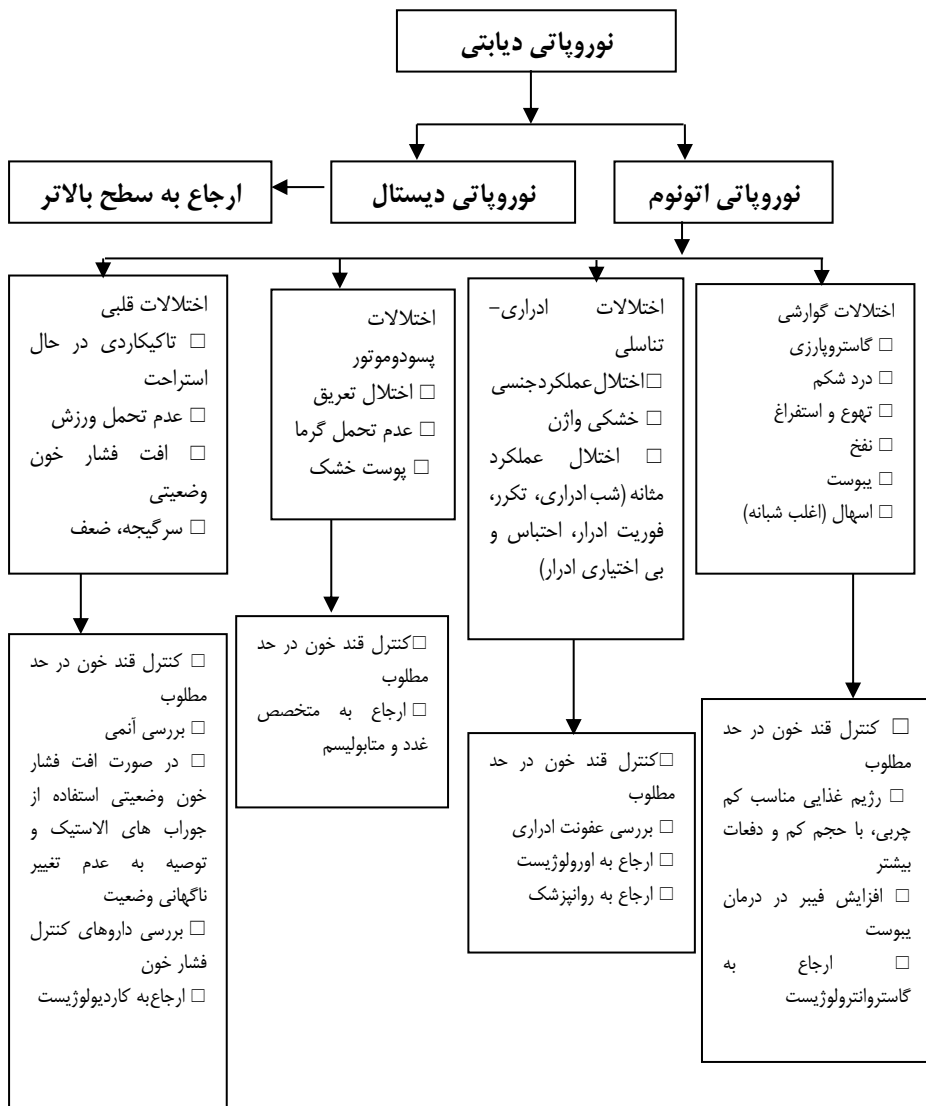 نوروپاتی دیابتی
نوروپاتی اتونوم
نوروپاتی دیستال
ارجاع به سطح بالاتر
اختلالات گوارشی
□ گاستروپارزی
□ درد شکم
□ تهوع و استفراغ
□ نفخ
□ یبوست
□ اسهال (اغلب شبانه)
اختلالات ادراری–
تناسلی
□اختلال عملکردجنسی
□ خشکی واژن
□ اختلال عملکرد
مثانه (شب ادراری، تکرر،
فوریت ادرار، احتباس و
بی اختیاری ادرار)
اختلالات
پسودوموتور
□ اختلال تعریق
□ عدم تحمل گرما
□ پوست خشک
اختلالات قلبی
□ تاکیکاردی در حال
استراحت
□ عدم تحمل ورزش
□ افت فشار خون
وضعیتی
□ سرگیجه، ضعف
□ کنترل قند خون در حد
مطلوب
□ رژیم غذایی مناسب کم
چربی، با حجم کم و دفعات
بیشتر
□ افزایش فیبر در درمان
یبوست
□ ارجاع به
گاستروانترولوژیست
□کنترل قند خون در حد
مطلوب
□ بررسی عفونت ادراری
□ ارجاع به اورولوژیست
□ ارجاع به روانپزشک
□کنترل قند خون در حد
مطلوب
□ ارجاع به متخصص
غدد و متابولیسم
□ کنترل قند خون در حد
مطلوب
□ بررسی آنمی
□ در صورت افت فشار
خون وضعیتی استفاده از
جوراب های الاستیک و
توصیه به عدم تغییر
ناگهانی وضعیت
□ بررسی داروهای کنترل
فشار خون
□ ارجاع‌به کاردیولوژیست